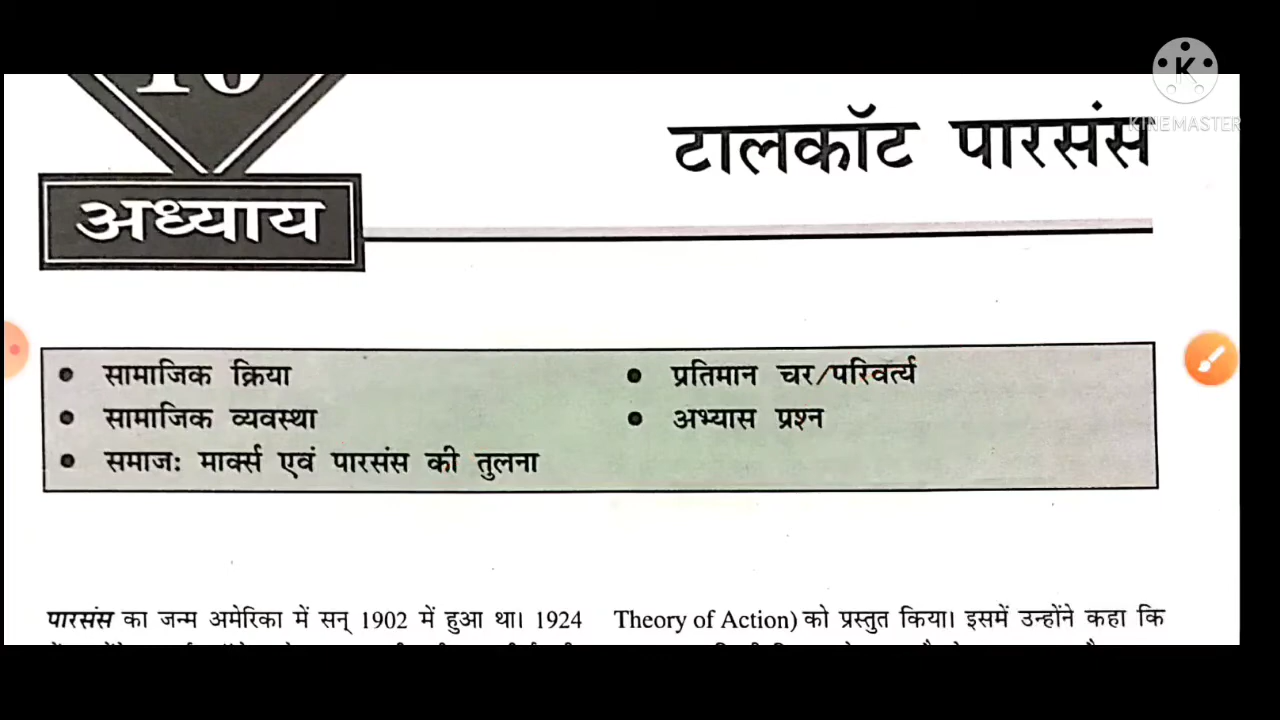 KINEMASTER
टालकॉट पारसंस
अध्याय
• सामाजिक क्रिया
• सामाजिक व्यवस्था
• समाजः मार्क्स एवं पारसंस की तुलना
• प्रतिमान चर/परिवर्त्य
• अभ्यास प्रश्न
पारसंस का जन्म अमेरिका में सन् 1902 में हुआ था। 1924
Theory of Action) को प्रस्तुत किया। इसमें उन्होंने कहा कि